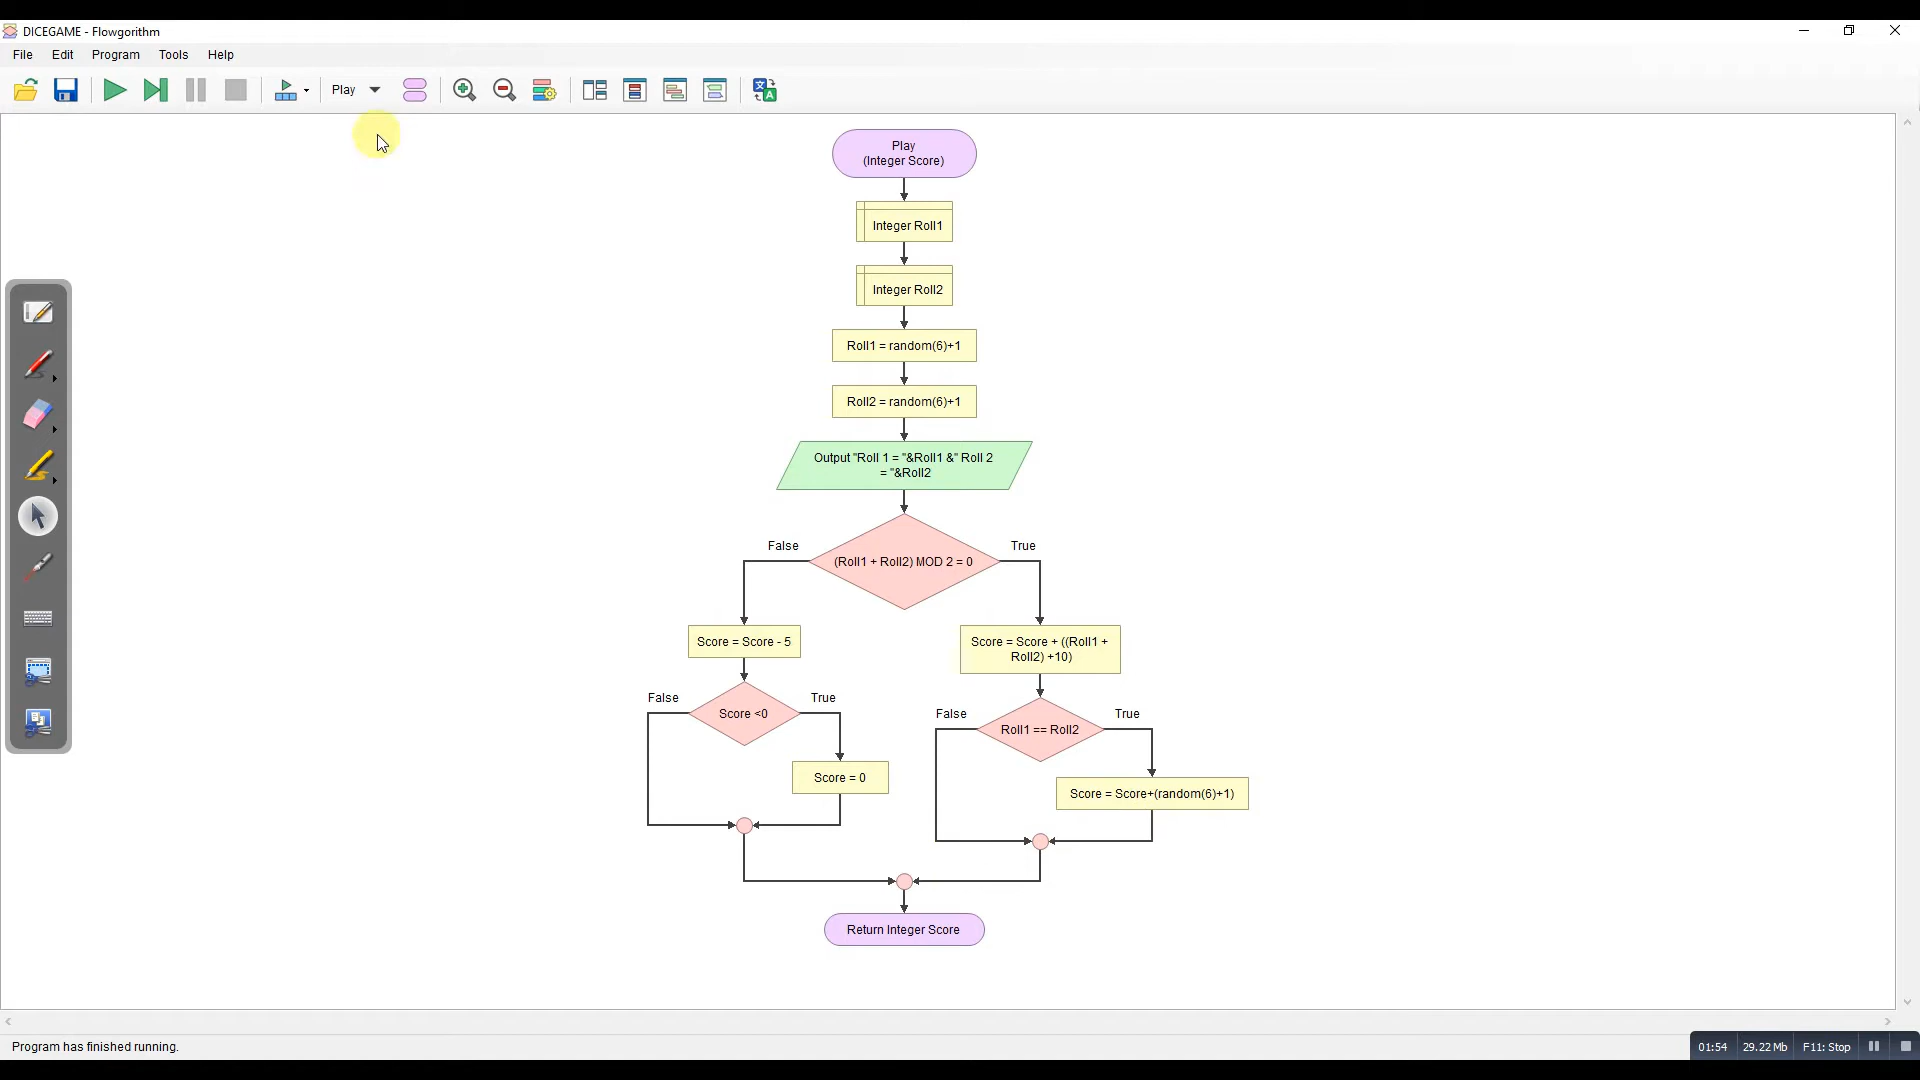 DICEGAME - Flowgorithm
File Edit Program Tools Help
Play
Play
(Integer Score)
Integer Roll1
Integer Roll2
Roll1 = random(6)+1
Roll2 = random(6)+1
Output "Roll 1 = "&Roll1 &" Roll 2
= "&Roll2
False
True
(Roll1 + Roll2) MOD 2 = 0
Score = Score - 5
Score = Score + ((Roll1 +
Roll2) +10)
False
True
Score <0
False
True
Roll1 == Roll2
Score = 0
Score = Score+(random(6)+1)
Return Integer Score
Program has finished running.
01:54 29.22 Mb F11: Stop